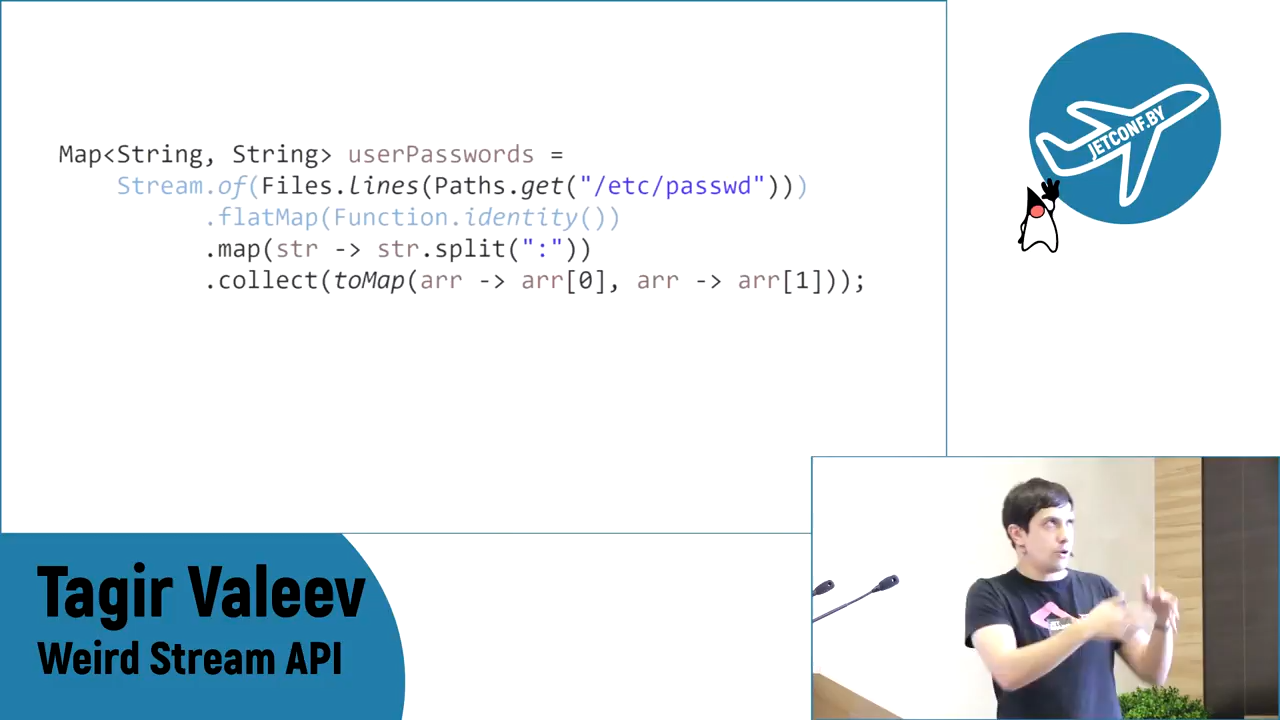 Map<String, String> userPasswords =
Stream.of(Files.lines(Paths.get("/etc/passwd")))
.flatMap(Function.identity())
.map(str -> str.split(":"))
.collect(toMap(arr -> arr[0], arr -> arr[1]));
JETCONF.BY
Tagir Valeev
Weird Stream API